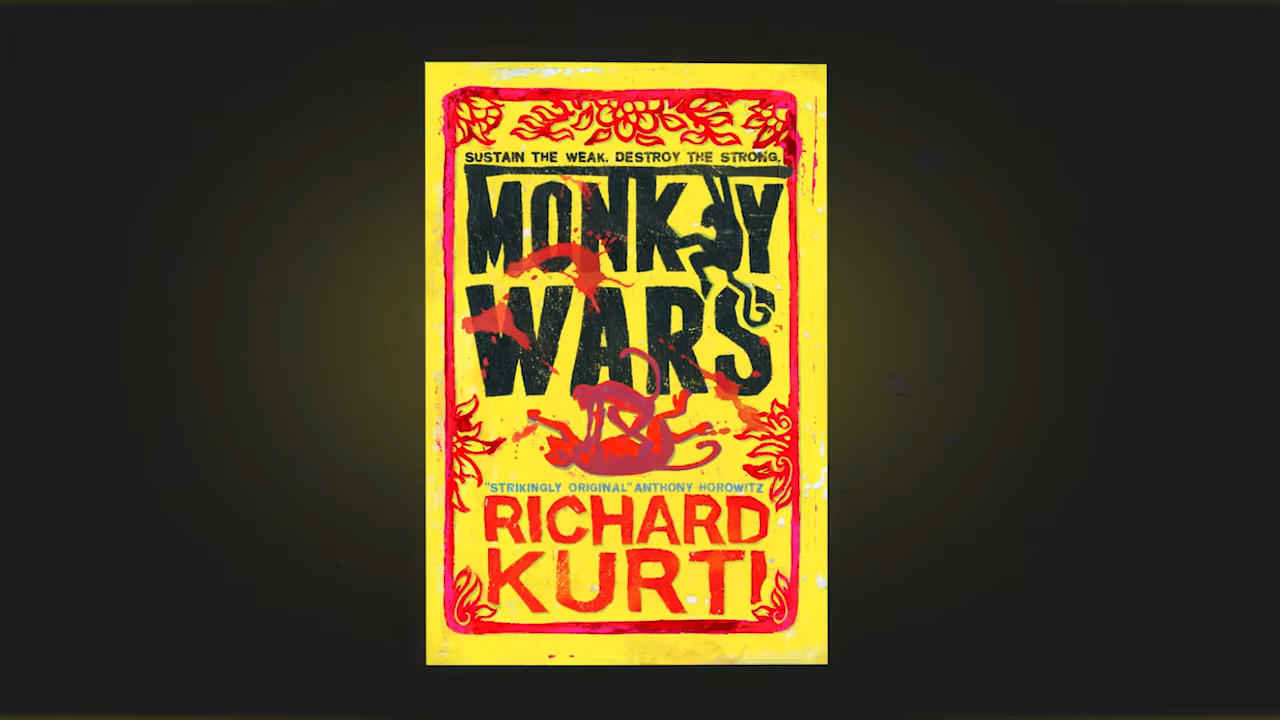 SUSTAIN THE WEAK. DESTROY THE STRONG.
MONKEY
WARS
"STRIKINGLY ORIGINAL" ANTHONY HOROWITZ
RICHARD
KURTI